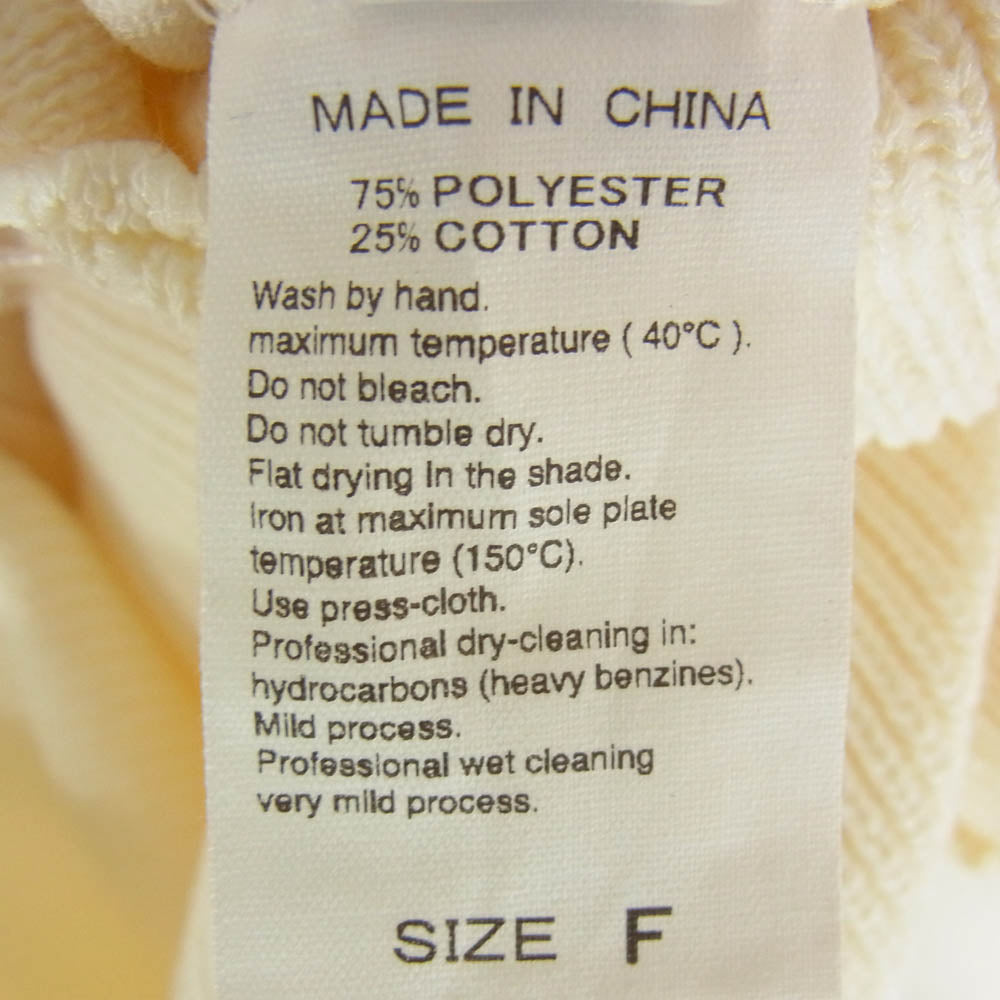 MADE IN CHINA
75% POLYESTER
25% COTTON
Wash by hand.
maximum temperature ( 40°C ).
Do not bleach.
Do not tumble dry.
Flat drying In the shade.
Iron at maximum sole plate
temperature (150°C).
Use press-cloth.
Professional dry-cleaning in:
hydrocarbons (heavy benzines).
Mild process.
Professional wet cleaning
very mild process.
SIZE F